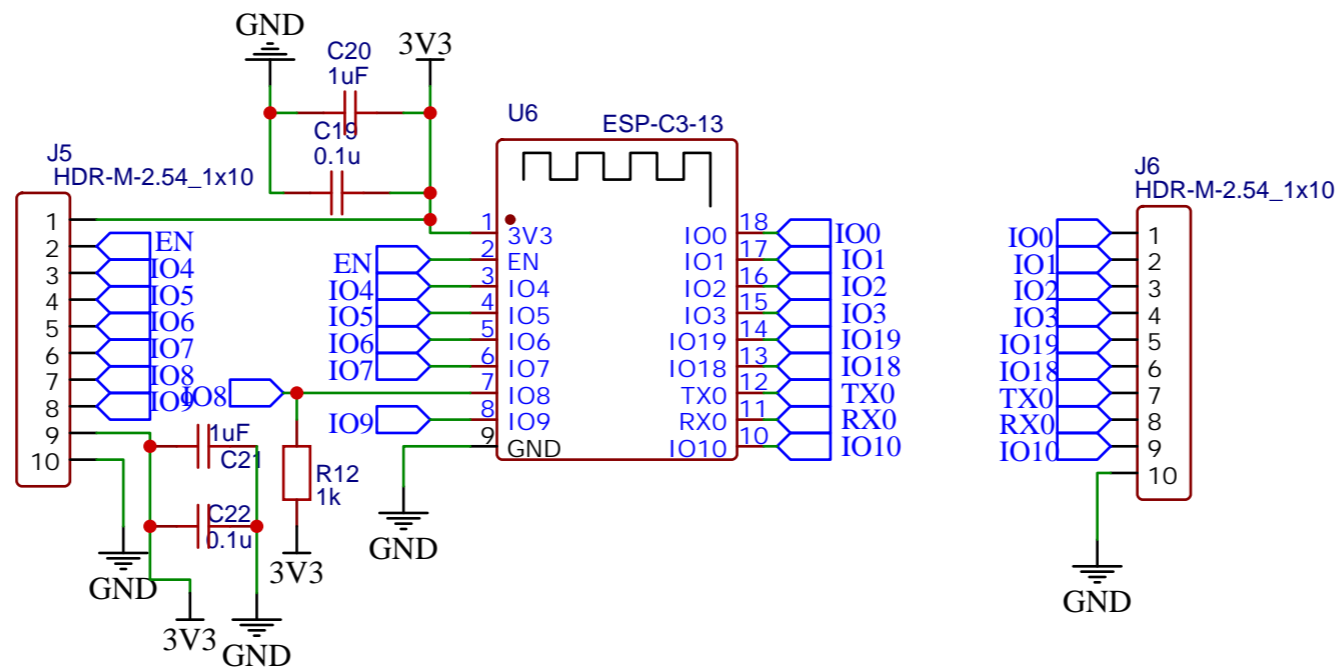 GND
C20
1uF
3V3
C19
0.1u
U6
ESP-C3-13
J5
HDR-M-2.54_1x10
1
2
3
4
5
6
7
8
9
10
EN
IO4
IO5
IO6
IO7
IO8
IO9
EN
IO4
IO5
IO6
IO7
IO8
IO9
1
2
3
4
5
6
7
8
9
3V3
EN
IO4
IO5
IO6
IO7
IO8
IO9
GND
IO0
IO1
IO2
IO3
IO19
IO18
TX0
RX0
IO10
18
17
16
15
14
13
12
11
10
IO0
IO1
IO2
IO3
IO19
IO18
TX0
RX0
IO10
J6
HDR-M-2.54_1x10
IO0
IO1
IO2
IO3
IO19
IO18
TX0
RX0
IO10
1
2
3
4
5
6
7
8
9
10
1uF
C21
C22
0.1u
R12
1k
GND
3V3
GND
3V3
GND
GND